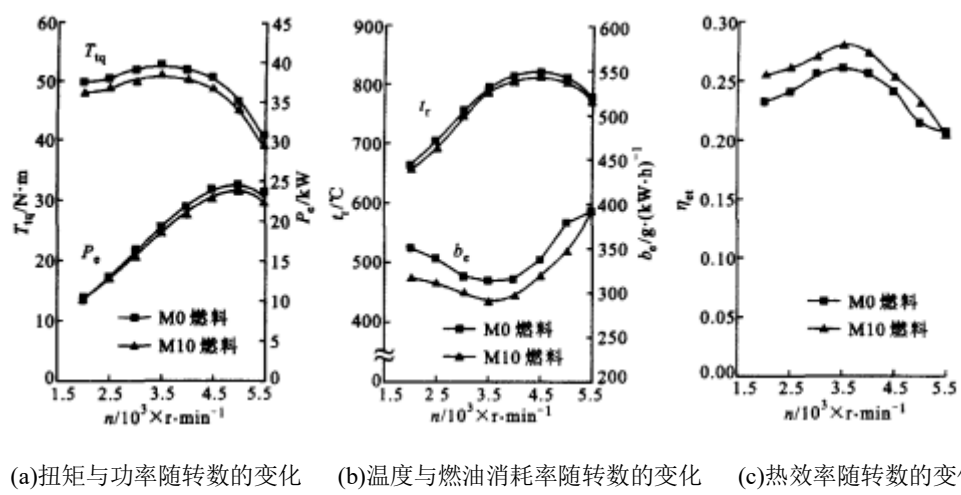 60
50
40
30
20
10
0
T_tq/N·m
T_tq
P_e
M0 燃料
M10 燃料
45
40
35
30
25
20
15
10
5
0
P_e/kW
1.5 2.5 3.5 4.5 5.5
n/10³×r·min⁻¹
900
800
700
600
500
400
0
t_r/℃
t_r
b_e
M0 燃料
M10 燃料
600
550
500
450
400
350
300
250
200
b_e/g·(kW·h)⁻¹
1.5 2.5 3.5 4.5 5.5
n/10³×r·min⁻¹
0.30
0.25
0.20
0.15
0.10
0.05
0.00
η_et
M0 燃料
M10 燃料
1.5 2.5 3.5 4.5 5.5
n/10³×r·min⁻¹
(a)扭矩与功率随转数的变化 (b)温度与燃油消耗率随转数的变化 (c)热效率随转数的变